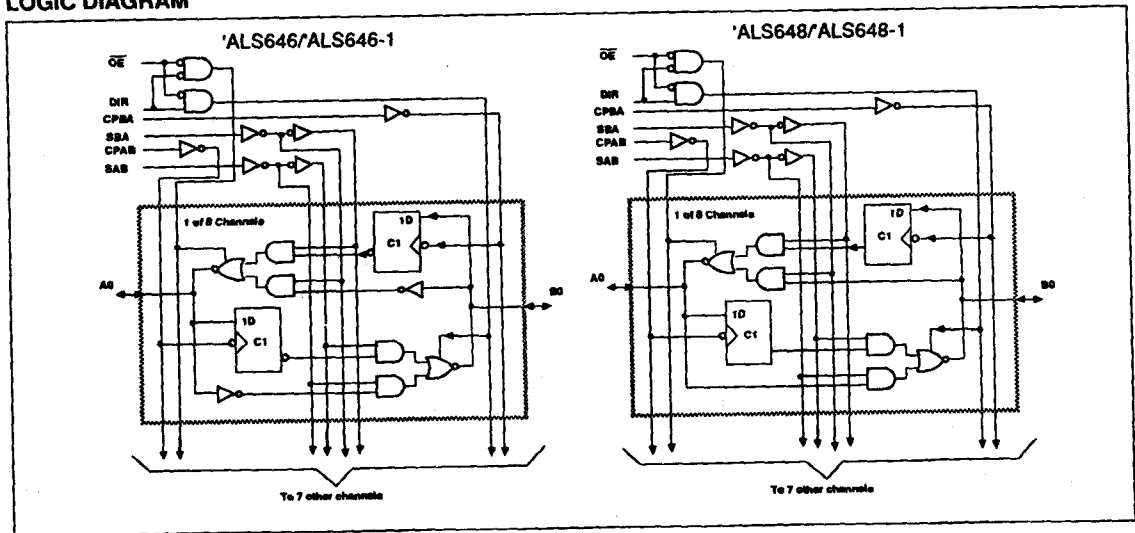 LOGIC DIAGRAM
'ALS646/'ALS646-1
OE
DIR
CPBA
SBA
CPAB
SAB
1 of 8 Channels
1D
C1
A0
B0
1D
C1
To 7 other channels
'ALS648/'ALS648-1
OE
DIR
CPBA
SBA
CPAB
SAB
1 of 8 Channels
1D
C1
A0
B0
1D
C1
To 7 other channels